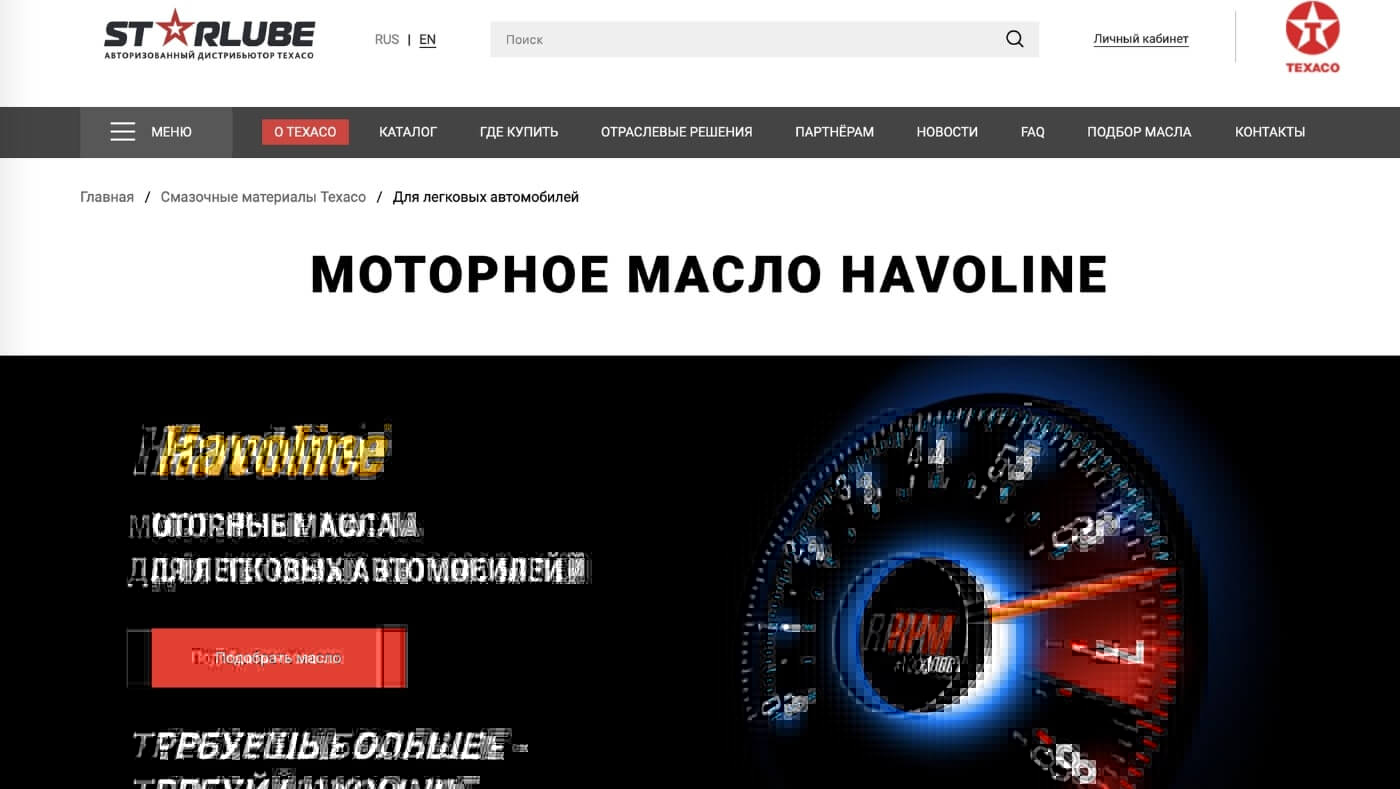 STARLUBE
АВТОРИЗОВАННЫЙ ДИСТРИБЬЮТОР TEXACO
RUS | EN
Поиск
Личный кабинет
T
TEXACO
МЕНЮ
О TEXACO
КАТАЛОГ
ГДЕ КУПИТЬ
ОТРАСЛЕВЫЕ РЕШЕНИЯ
ПАРТНЁРАМ
НОВОСТИ
FAQ
ПОДБОР МАСЛА
КОНТАКТЫ
Главная / Смазочные материалы Texaco / Для легковых автомобилей
МОТОРНОЕ МАСЛО HAVOLINE
Havoline
МОТОРНЫЕ МАСЛА
ДЛЯ ЛЕГКОВЫХ АВТОМОБИЛЕЙ
Подобрать масло
RPM
7
8
ТРЕБУЕШЬ БОЛЬШЕ -